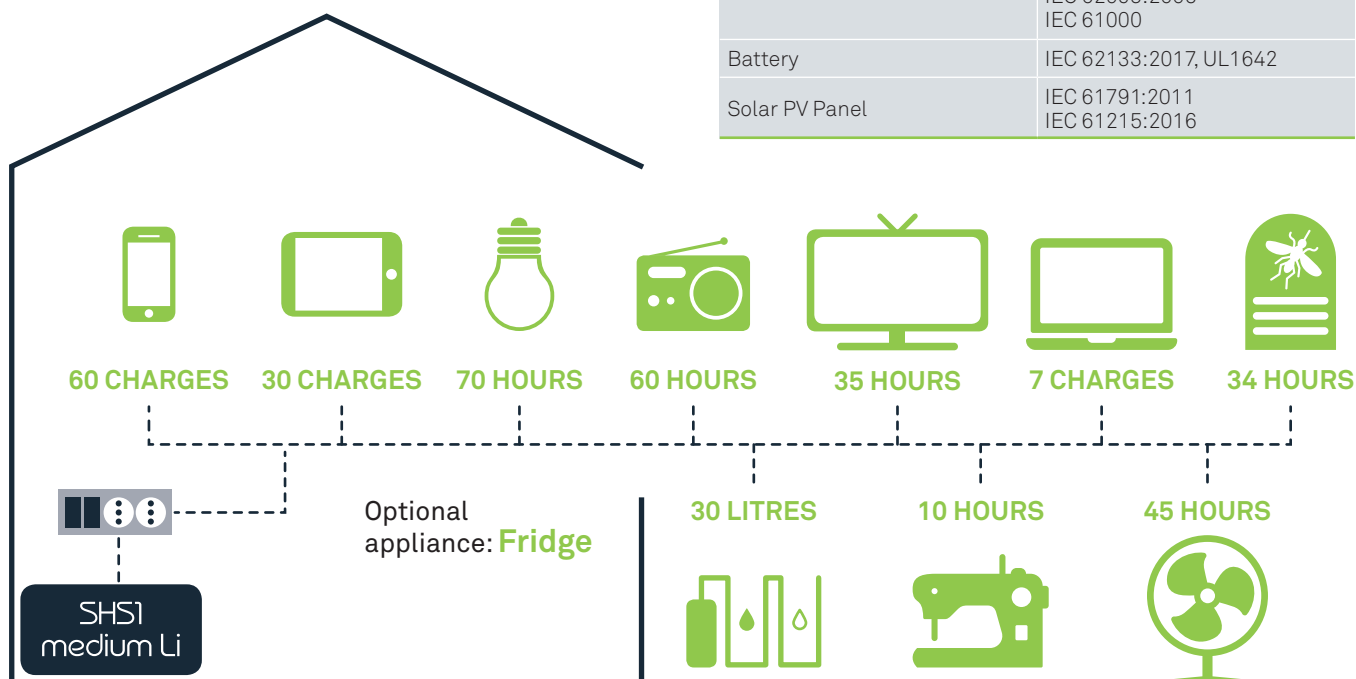 IEC 61000
Battery IEC 62133:2017, UL1642
Solar PV Panel IEC 61791:2011
IEC 61215:2016
60 CHARGES 30 CHARGES 70 HOURS 60 HOURS 35 HOURS 7 CHARGES 34 HOURS
Optional
appliance: Fridge
30 LITRES 10 HOURS 45 HOURS
SHS1
medium Li